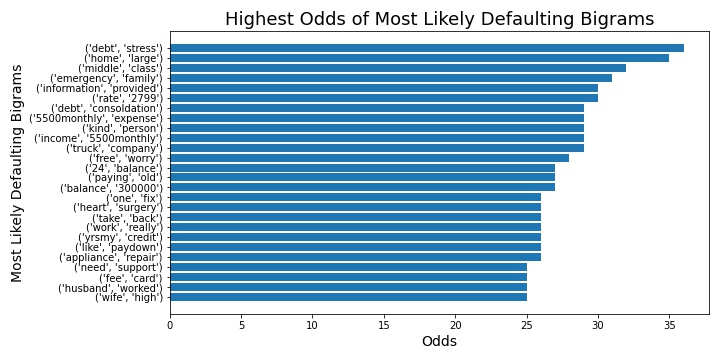 Highest Odds of Most Likely Defaulting Bigrams
Most Likely Defaulting Bigrams
('debt', 'stress')
('home', 'large')
('middle', 'class')
('emergency', 'family')
('information', 'provided')
('rate', '2799')
('debt', 'consoldation')
('5500monthly', 'expense')
('kind', 'person')
('income', '5500monthly')
('truck', 'company')
('free', 'worry')
('24', 'balance')
('paying', 'old')
('balance', '300000')
('one', 'fix')
('heart', 'surgery')
('take', 'back')
('work', 'really')
('yrsmy', 'credit')
('like', 'paydown')
('appliance', 'repair')
('need', 'support')
('fee', 'card')
('husband', 'worked')
('wife', 'high')
0 5 10 15 20 25 30 35
Odds